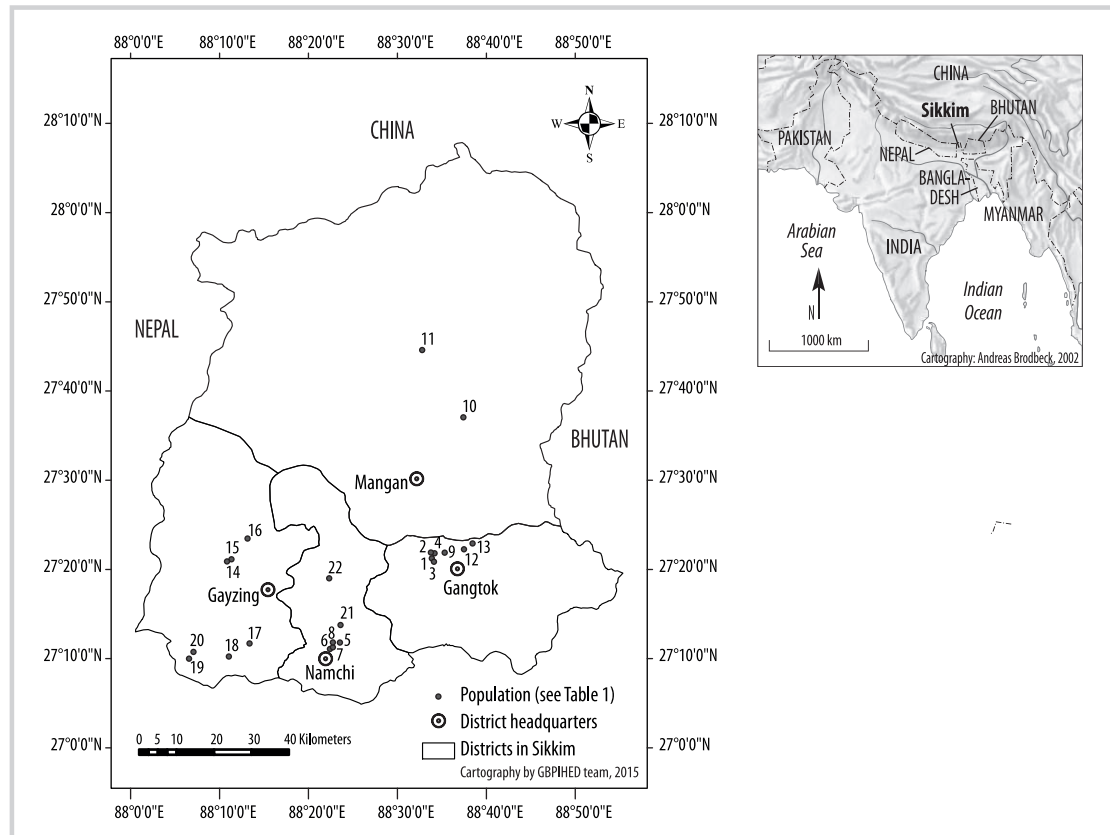 88°0'0"E 88°10'0"E 88°20'0"E 88°30'0"E 88°40'0"E 88°50'0"E
N
W E
S
28°10'0"N 28°10'0"N
CHINA
28°0'0"N 28°0'0"N
27°50'0"N 27°50'0"N
NEPAL
11
27°40'0"N 27°40'0"N
10
BHUTAN
27°30'0"N 27°30'0"N
Mangan
16
15
14
2 4 9 13
1 12
3
27°20'0"N 27°20'0"N
22
Gayzing
Gangtok
21
20 18 17
19
6 8 5
7
27°10'0"N 27°10'0"N
Namchi
Population (see Table 1)
District headquarters
Districts in Sikkim
Cartography by GBPIHED team, 2015
0 5 10 20 30 40 Kilometers
27°0'0"N 27°0'0"N
88°0'0"E 88°10'0"E 88°20'0"E 88°30'0"E 88°40'0"E 88°50'0"E
CHINA
Sikkim BHUTAN
PAKISTAN
NEPAL
BANGLA-
DESH
MYANMAR
INDIA
Arabian
Sea
Indian
Ocean
N
1000 km
Cartography: Andreas Brodbeck, 2002